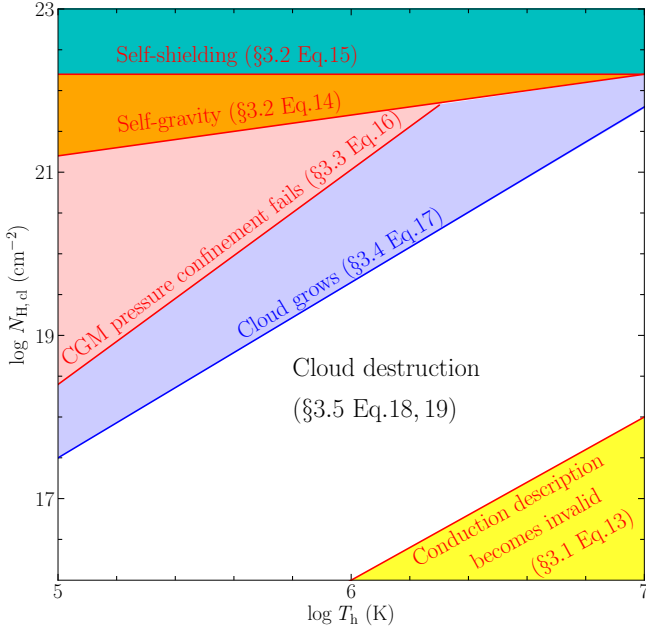 23
21
19
17
log N_{H,cl} (cm^{-2})
Self-shielding (§3.2 Eq.15)
Self-gravity (§3.2 Eq.14)
CGM pressure confinement fails (§3.3 Eq.16)
Cloud grows (§3.4 Eq.17)
Cloud destruction
(§3.5 Eq.18, 19)
Conduction description
becomes invalid
(§3.1 Eq.13)
5
6
7
log T_h (K)